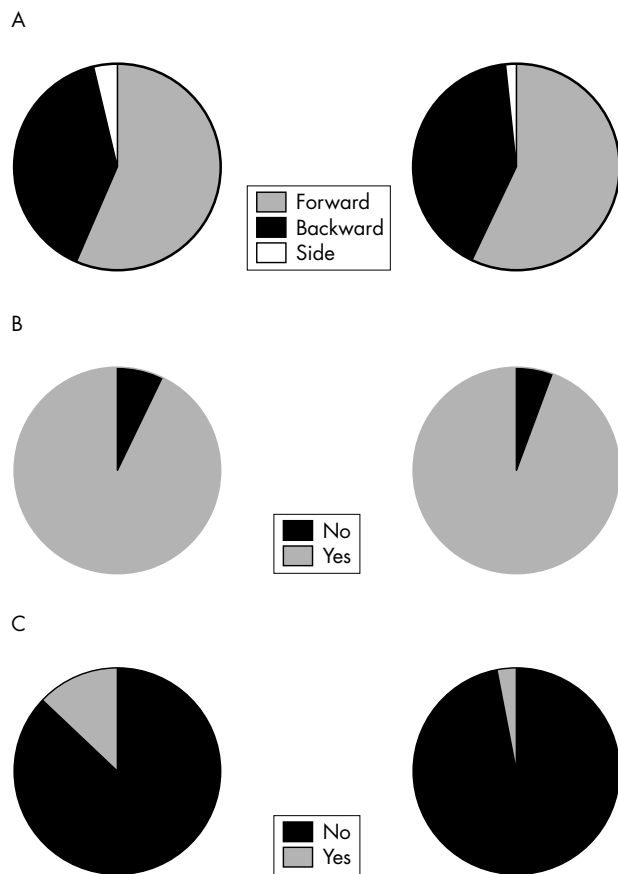 A
Forward
Backward
Side
B
No
Yes
C
No
Yes